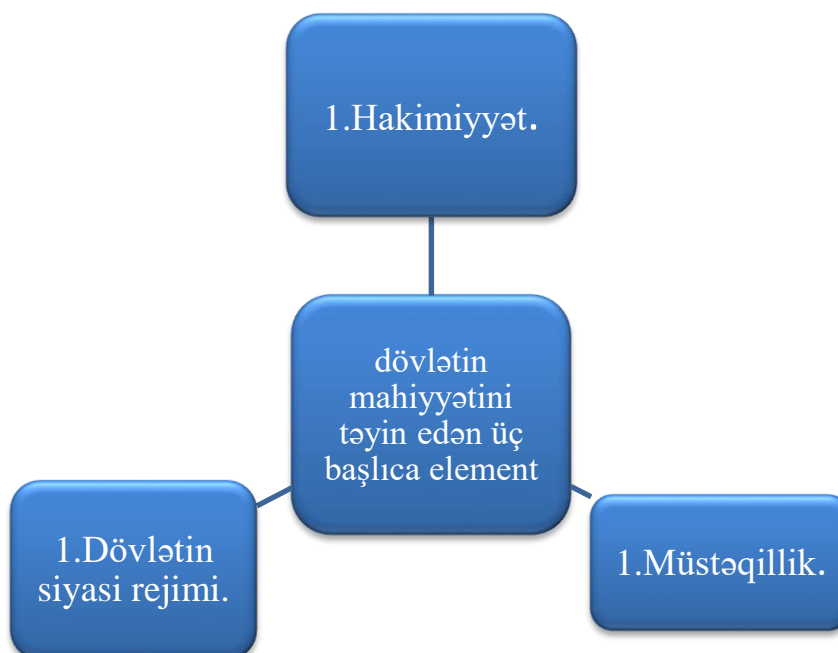 1.Hakimiyyət.
dövlətin
mahiyyətini
təyin edən üç
başlıca element
1.Dövlətin
siyasi rejimi.
1.Müstəqillik.